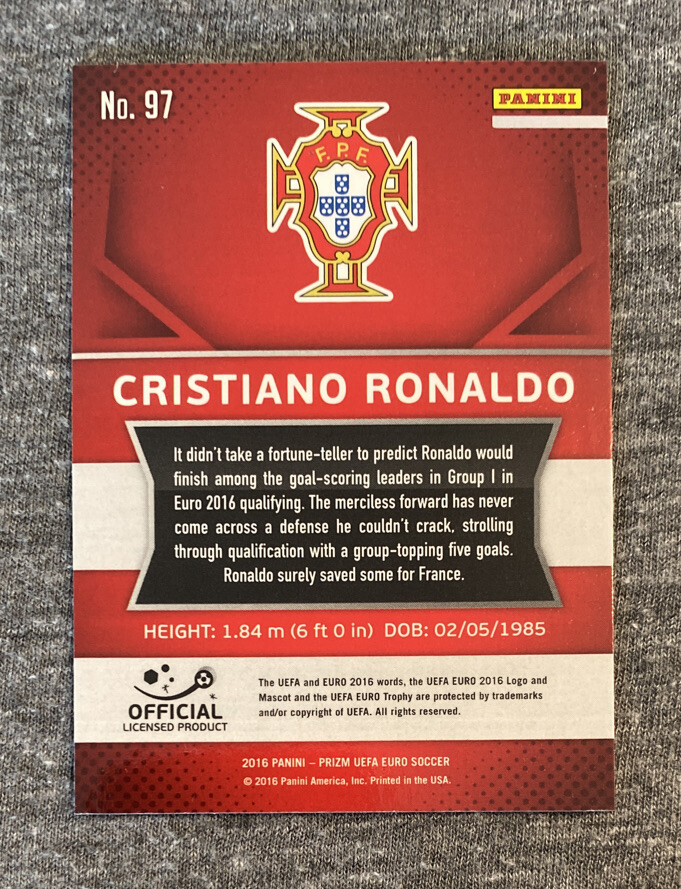 No. 97
PANINI
F.P.F.
CRISTIANO RONALDO
It didn't take a fortune-teller to predict Ronaldo would
finish among the goal-scoring leaders in Group I in
Euro 2016 qualifying. The merciless forward has never
come across a defense he couldn't crack, strolling
through qualification with a group-topping five goals.
Ronaldo surely saved some for France.
HEIGHT: 1.84 m (6 ft 0 in) DOB: 02/05/1985
OFFICIAL
LICENSED PRODUCT
The UEFA and EURO 2016 words, the UEFA EURO 2016 Logo and
Mascot and the UEFA EURO Trophy are protected by trademarks
and/or copyright of UEFA. All rights reserved.
2016 PANINI – PRIZM UEFA EURO SOCCER
© 2016 Panini America, Inc. Printed in the USA.